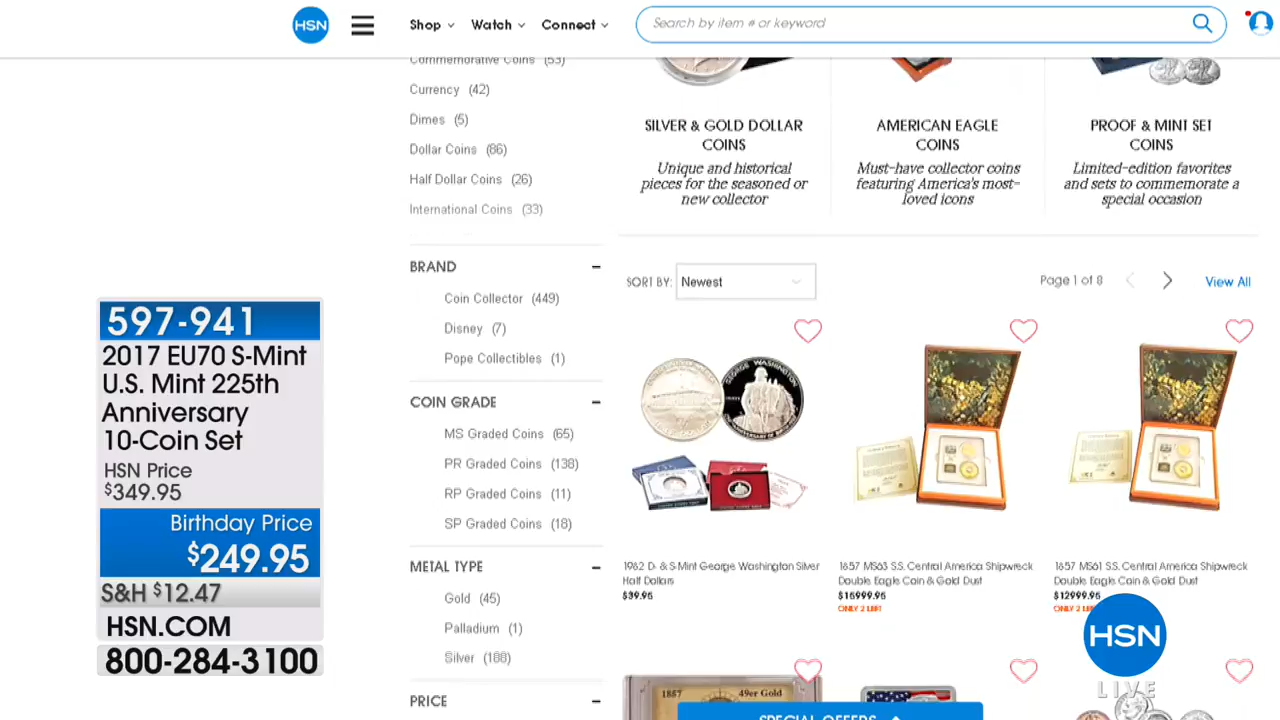 HSN
Shop
Watch
Connect
Search by item # or keyword
Commemorative Coins (53)
Currency (42)
Dimes (5)
Dollar Coins (86)
Half Dollar Coins (26)
International Coins (33)
SILVER & GOLD DOLLAR
COINS
Unique and historical
pieces for the seasoned or
new collector
AMERICAN EAGLE
COINS
Must-have collector coins
featuring America's most-
loved icons
PROOF & MINT SET
COINS
Limited-edition favorites
and sets to commemorate a
special occasion
BRAND
Coin Collector (449)
Disney (7)
Pope Collectibles (1)
COIN GRADE
MS Graded Coins (65)
PR Graded Coins (138)
RP Graded Coins (11)
SP Graded Coins (18)
METAL TYPE
Gold (45)
Palladium (1)
Silver (188)
PRICE
SORT BY: Newest
Page 1 of 8
View All
GEORGE WASHINGTON
1982 D- & S-Mint George Washington Silver
Half Dollars
$39.95
1857 MS63 S.S. Central America Shipwreck
Double Eagle Coin & Gold Dust
$16999.95
ONLY 2 LEFT
1857 MS61 S.S. Central America Shipwreck
Double Eagle Coin & Gold Dust
$12999.95
ONLY 2
1857 49er Gold
SPECIAL OFFERS
597-941
2017 EU70 S-Mint
U.S. Mint 225th
Anniversary
10-Coin Set
HSN Price
$349.95
Birthday Price
$249.95
S&H $12.47
HSN.COM
800-284-3100
HSN
LIVE